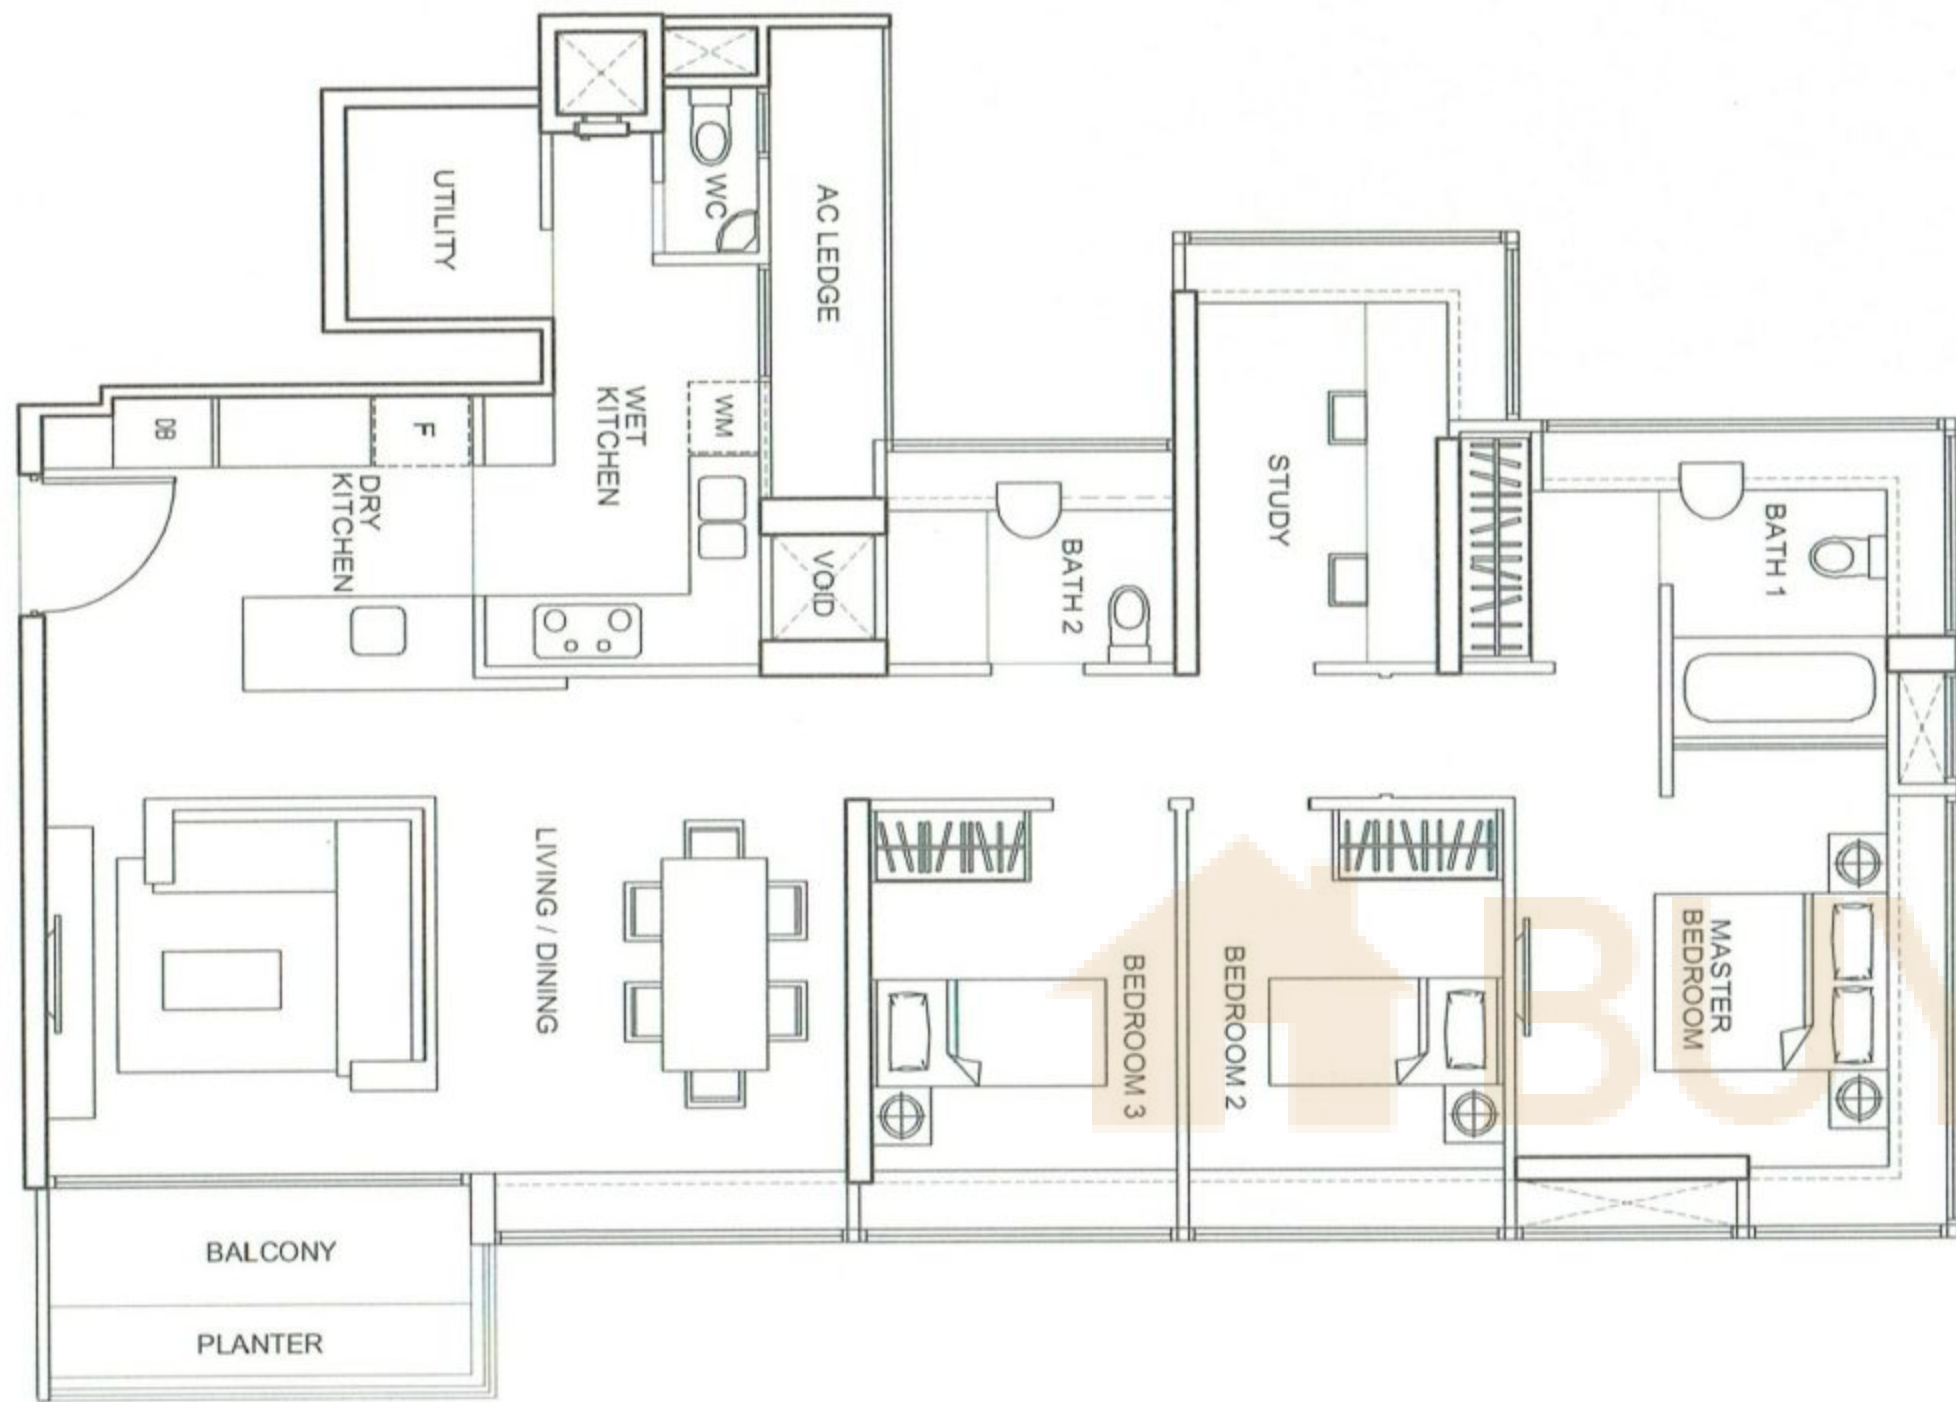 UTILITY
WC
AC LEDGE
WET
KITCHEN
WM
DB
F
DRY
KITCHEN
VOID
BATH 2
STUDY
BATH 1
LIVING / DINING
BEDROOM 3
BEDROOM 2
MASTER
BEDROOM
BALCONY
PLANTER